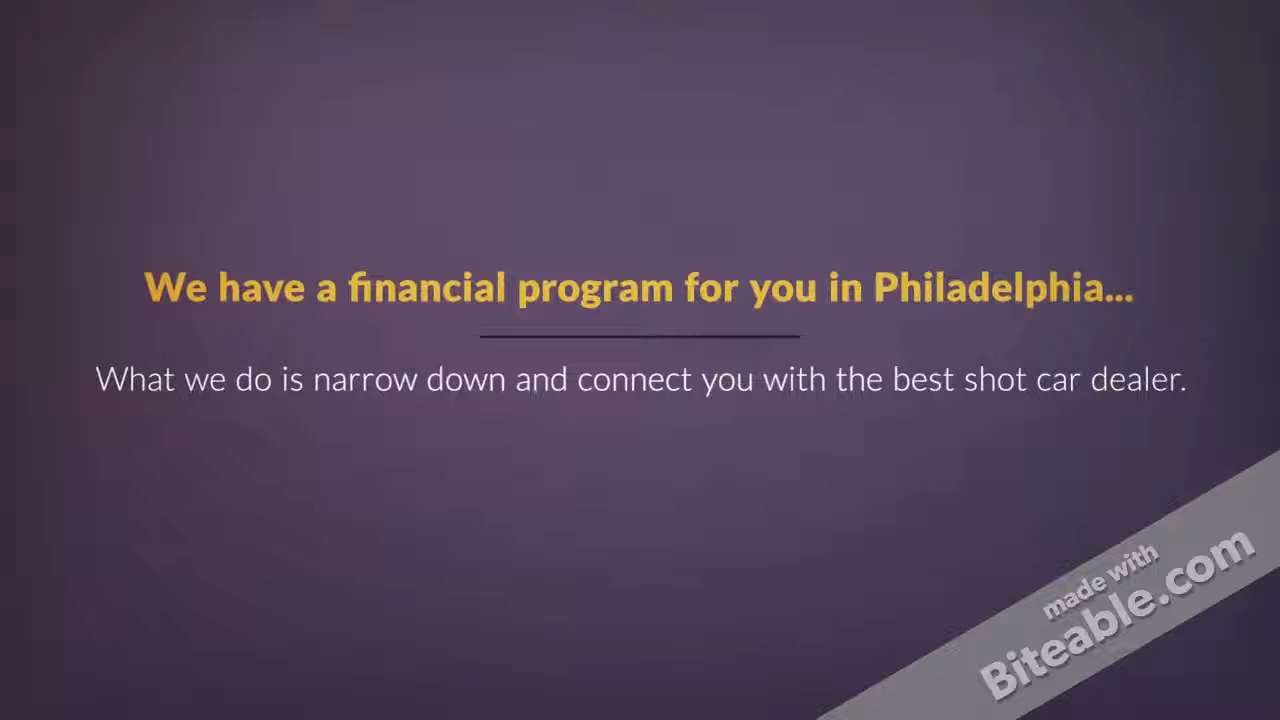 We have a financial program for you in Philadelphia...
What we do is narrow down and connect you with the best shot car dealer.
made with
Biteable.com